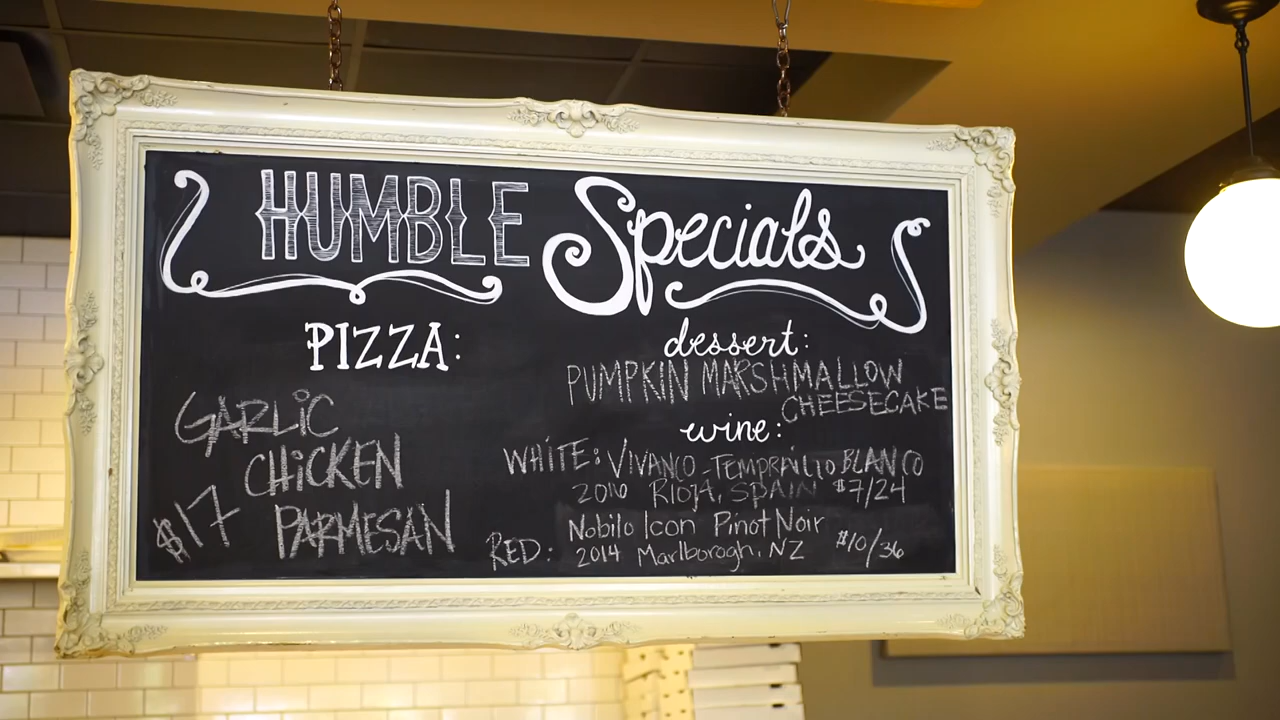 HUMBLE Specials
PIZZA:
GARLIC
CHICKEN
$17 PARMESAN
dessert:
PUMPKIN MARSHMALLOW
CHEESECAKE
wine:
WHITE: VIVANCO - TEMPRANILLO BLANCO
2016 RIOJA, SPAIN $7/24
RED: Nobilo Icon Pinot Noir
2014 Marlborogh, NZ $10/36